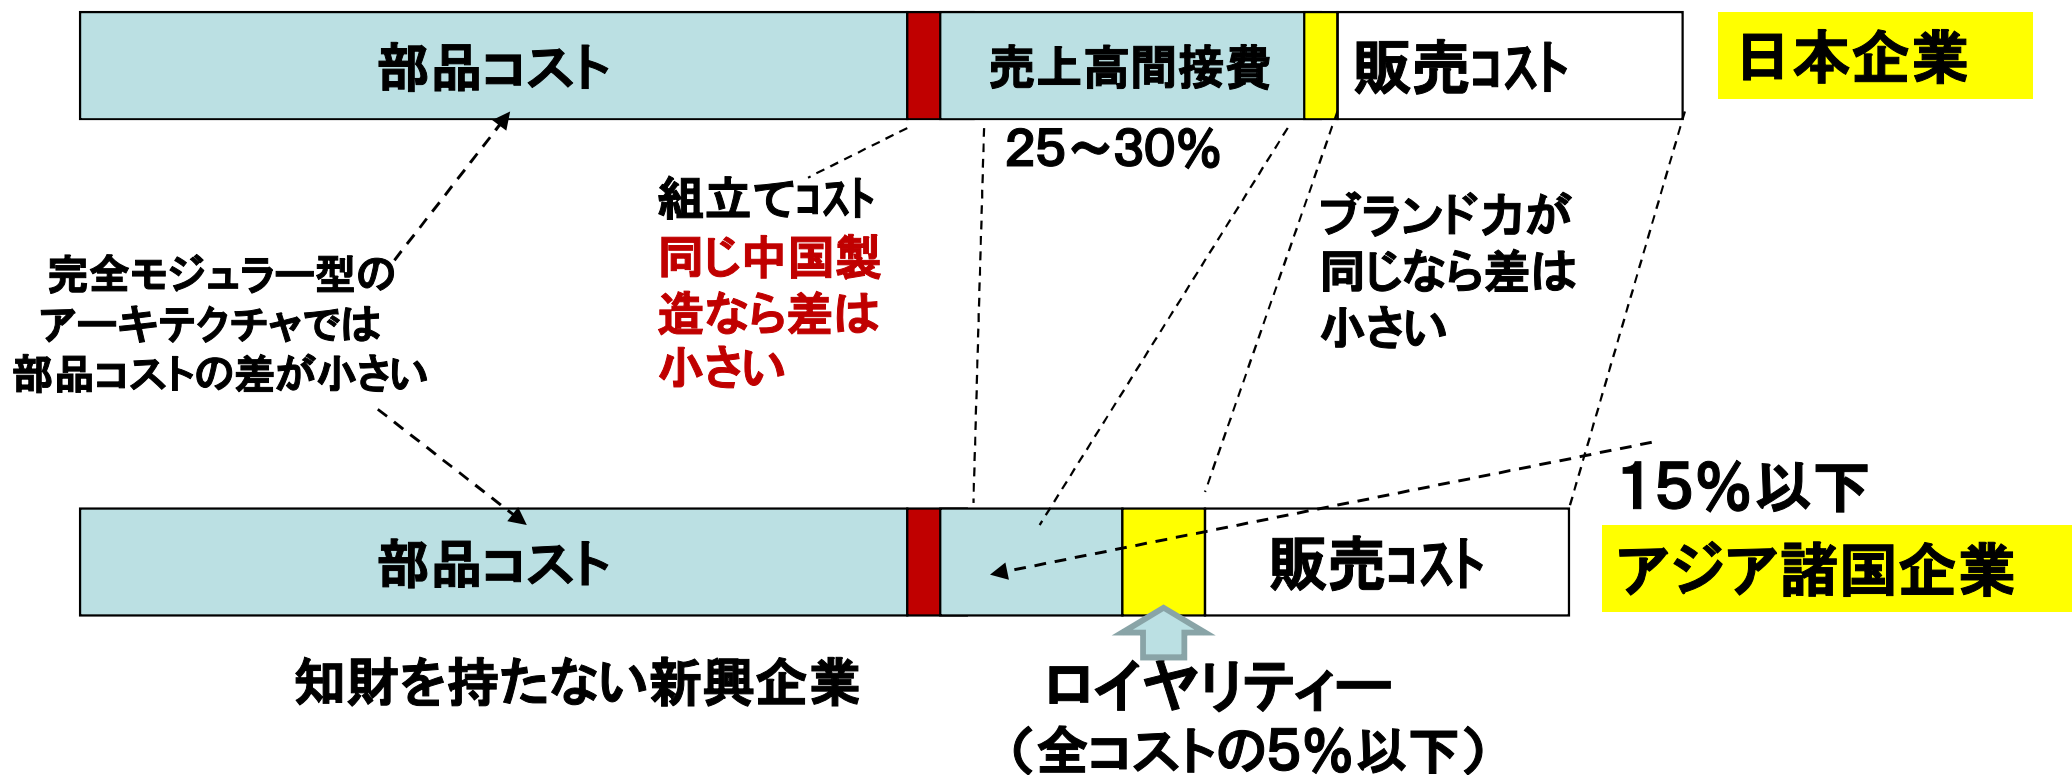 部品コスト
売上高間接費
販売コスト
日本企業
25～30%
組立てコスト
同じ中国製
造なら差は
小さい
ブランド力が
同じなら差は
小さい
完全モジュラー型の
アーキテクチャでは
部品コストの差が小さい
15%以下
部品コスト
販売コスト
アジア諸国企業
知財を持たない新興企業
ロイヤリティー
（全コストの5%以下）